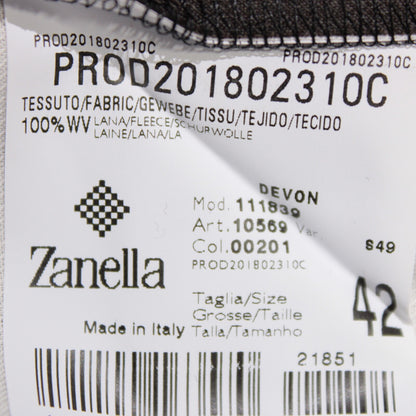 PROD201802310C
PROD201802310C
PROD201802310C
TESSUTO/FABRIC/GEWEBE/TISSU/TEJIDO/TECIDO
100% WV LANA/FLEECE/SCHURWOLLE
LAINE/LANA/LA
DEVON
Mod. 111839
Art. 10569 Var
Col. 00201 S49
PROD201802310C
Zanella
Taglia/Size
Grosse/Taille
Talla/Tamanho
42
Made in Italy
21851